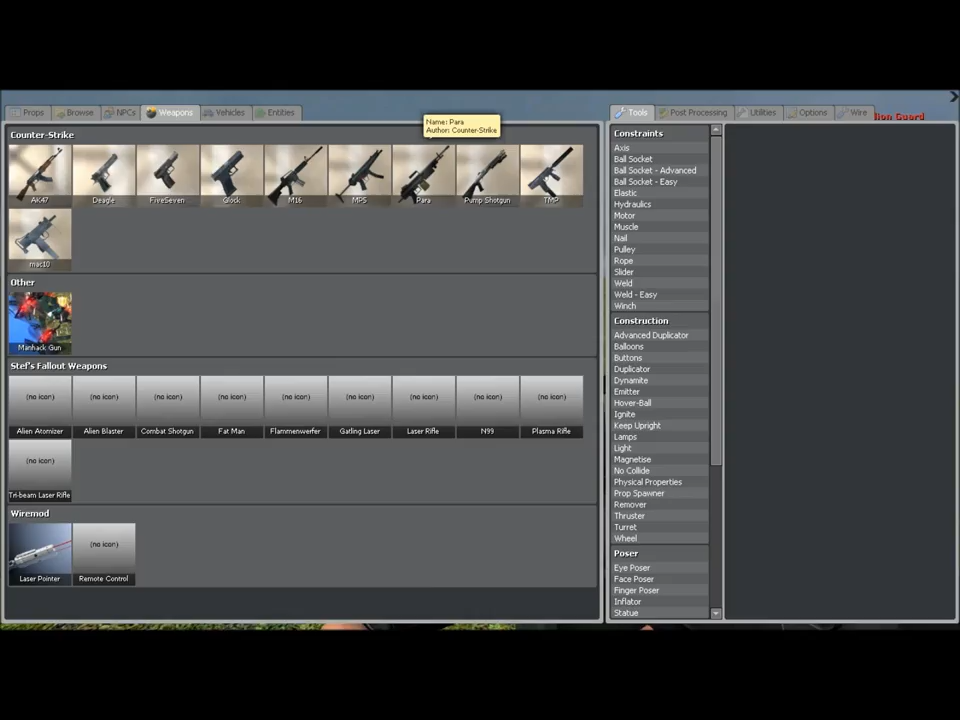 Props Browse NPCs Weapons Vehicles Entities
Name: Para
Author: Counter-Strike
Counter-Strike
AK47 Deagle FiveSeven Glock M16 MP5 Para Pump Shotgun TMP
mac10
Other
Manhack Gun
Stef's Fallout Weapons
(no icon) (no icon) (no icon) (no icon) (no icon) (no icon) (no icon) (no icon) (no icon)
Alien Atomizer Alien Blaster Combat Shotgun Fat Man Flammenwerfer Gatling Laser Laser Rifle N99 Plasma Rifle
(no icon)
Tri-beam Laser Rifle
Wiremod
(no icon)
Laser Pointer Remote Control
Tools Post Processing Utilities Options Wire
lion Guard
Constraints
Axis
Ball Socket
Ball Socket - Advanced
Ball Socket - Easy
Elastic
Hydraulics
Motor
Muscle
Nail
Pulley
Rope
Slider
Weld
Weld - Easy
Winch
Construction
Advanced Duplicator
Balloons
Buttons
Duplicator
Dynamite
Emitter
Hover-Ball
Ignite
Keep Upright
Lamps
Light
Magnetise
No Collide
Physical Properties
Prop Spawner
Remover
Thruster
Turret
Wheel
Poser
Eye Poser
Face Poser
Finger Poser
Inflator
Statue